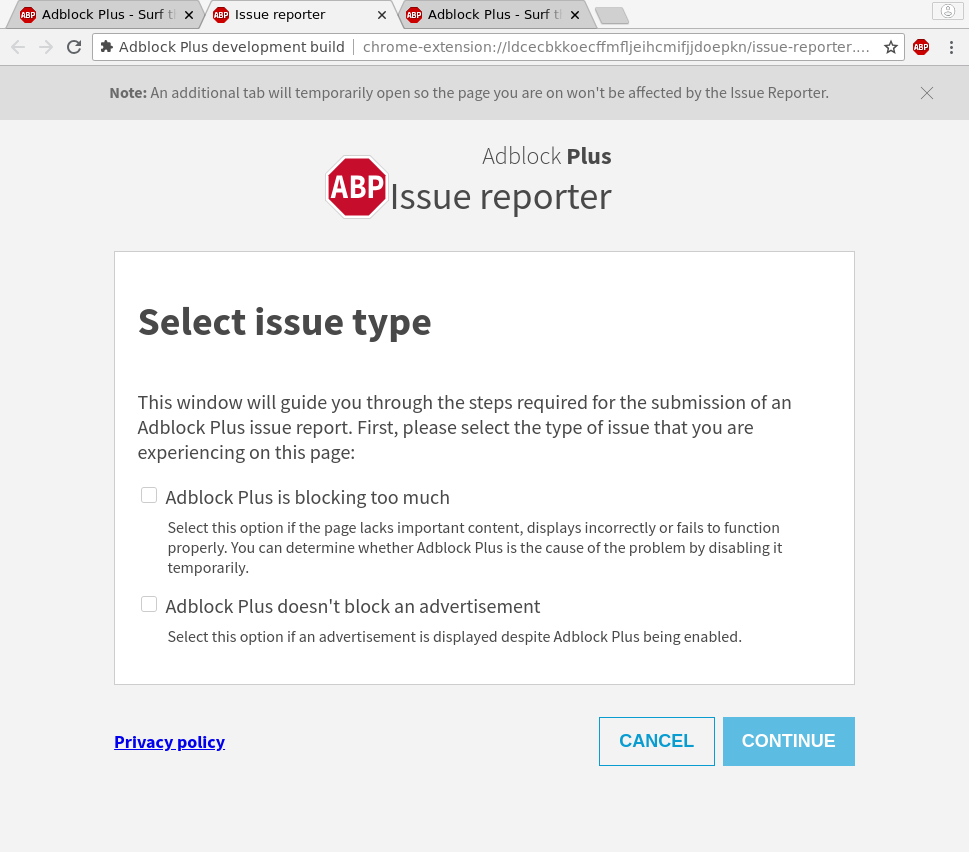 Adblock Plus - Surf t
Issue reporter
Adblock Plus - Surf t
Adblock Plus development build
chrome-extension://ldcecbkkoecffmfljeihcmifjjdoepkn/issue-reporter....
ABP
Note: An additional tab will temporarily open so the page you are on won't be affected by the Issue Reporter.
Adblock Plus
ABP
Issue reporter
Select issue type
This window will guide you through the steps required for the submission of an
Adblock Plus issue report. First, please select the type of issue that you are
experiencing on this page:
Adblock Plus is blocking too much
Select this option if the page lacks important content, displays incorrectly or fails to function
properly. You can determine whether Adblock Plus is the cause of the problem by disabling it
temporarily.
Adblock Plus doesn't block an advertisement
Select this option if an advertisement is displayed despite Adblock Plus being enabled.
Privacy policy
CANCEL
CONTINUE